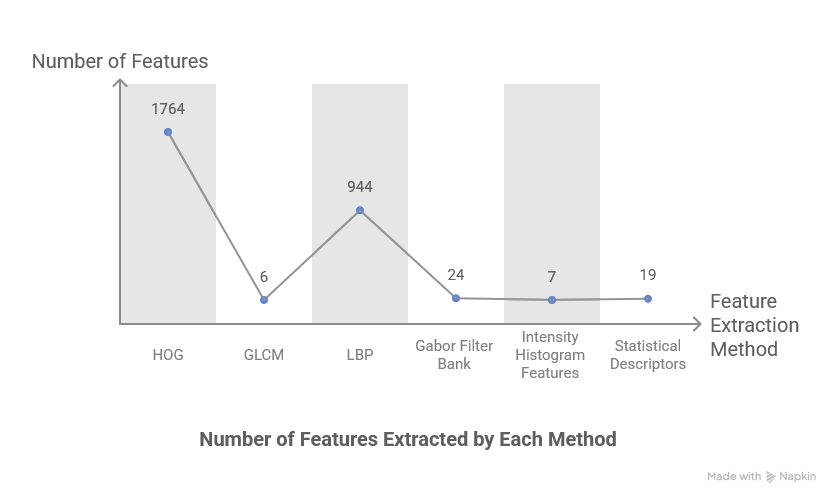 Number of Features
1764
6
944
24
7
19
HOG
GLCM
LBP
Gabor Filter
Bank
Intensity
Histogram
Features
Statistical
Descriptors
Feature
Extraction
Method
Number of Features Extracted by Each Method
Made with Napkin